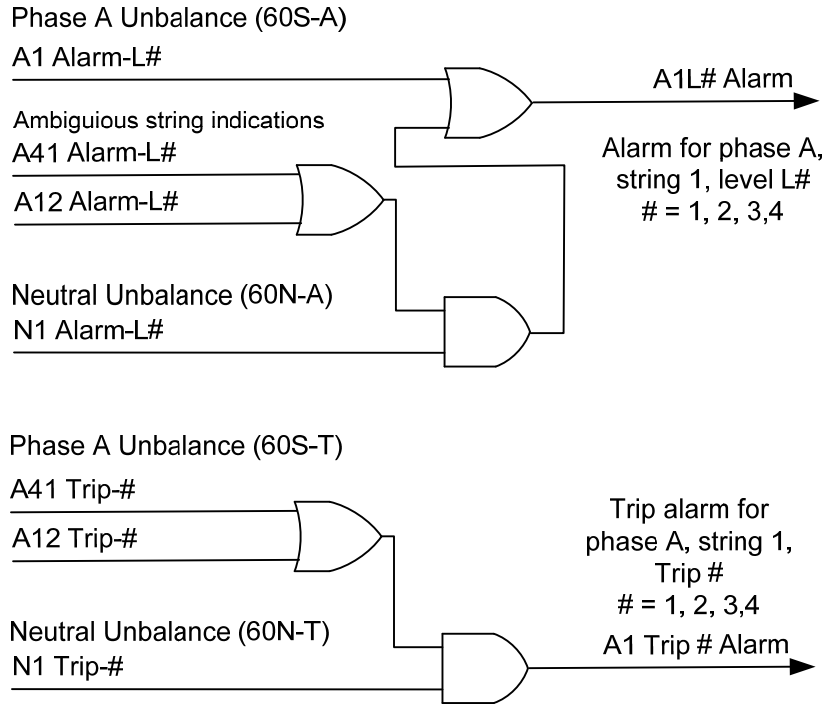 Phase A Unbalance (60S-A)
A1 Alarm-L#
A1L# Alarm
Ambiguious string indications
A41 Alarm-L#
A12 Alarm-L#
Alarm for phase A,
string 1, level L#
# = 1, 2, 3,4
Neutral Unbalance (60N-A)
N1 Alarm-L#
Phase A Unbalance (60S-T)
A41 Trip-#
A12 Trip-#
Trip alarm for
phase A, string 1,
Trip #
# = 1, 2, 3,4
Neutral Unbalance (60N-T)
N1 Trip-#
A1 Trip # Alarm